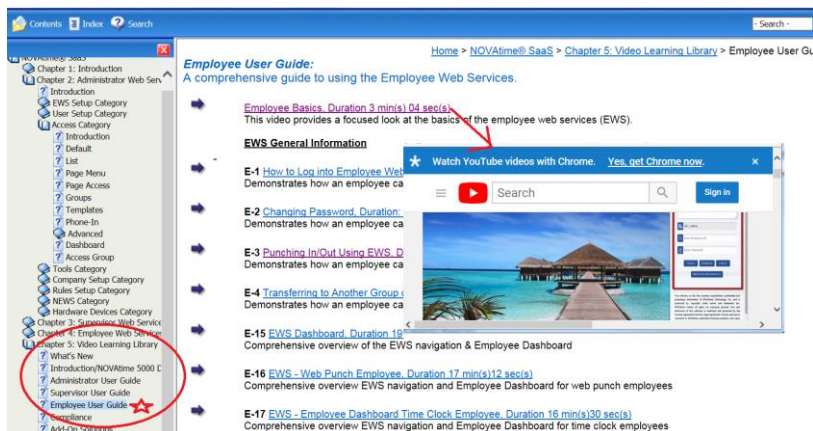 Contents Index Search
- Search -
NOVAtime® SaaS
Chapter 1: Introduction
Chapter 2: Administrator Web Serv
Introduction
EWS Setup Category
User Setup Category
Access Category
Introduction
Default
List
Page Menu
Page Access
Groups
Templates
Phone-In
Advanced
Dashboard
Access Group
Tools Category
Company Setup Category
Rules Setup Category
NEWS Category
Hardware Devices Category
Chapter 3: Supervisor Web Service
Chapter 4: Employee Web Services
Chapter 5: Video Learning Library
What's New
Introduction/NOVAtime 5000 D
Administrator User Guide
Supervisor User Guide
Employee User Guide
Compliance
Add-On Solutions
Home > NOVAtime® SaaS > Chapter 5: Video Learning Library > Employee User Gu
Employee User Guide:
A comprehensive guide to using the Employee Web Services.
Employee Basics, Duration 3 min(s) 04 sec(s)
This video provides a focused look at the basics of the employee web services (EWS).
EWS General Information
E-1 How to Log into Employee Web
Demonstrates how an employee ca
E-2 Changing Password, Duration:
Demonstrates how an employee ca
E-3 Punching In/Out Using EWS, D
Demonstrates how an employee ca
E-4 Transferring to Another Group
Demonstrates how an employee ca
E-15 EWS Dashboard, Duration 19
Comprehensive overview of the EWS navigation & Employee Dashboard
E-16 EWS - Web Punch Employee, Duration 17 min(s)12 sec(s)
Comprehensive overview EWS navigation and Employee Dashboard for web punch employees
E-17 EWS - Employee Dashboard Time Clock Employee, Duration 16 min(s)30 sec(s)
Comprehensive overview EWS navigation and Employee Dashboard for time clock employees
Watch YouTube videos with Chrome. Yes, get Chrome now.
Search
Sign in